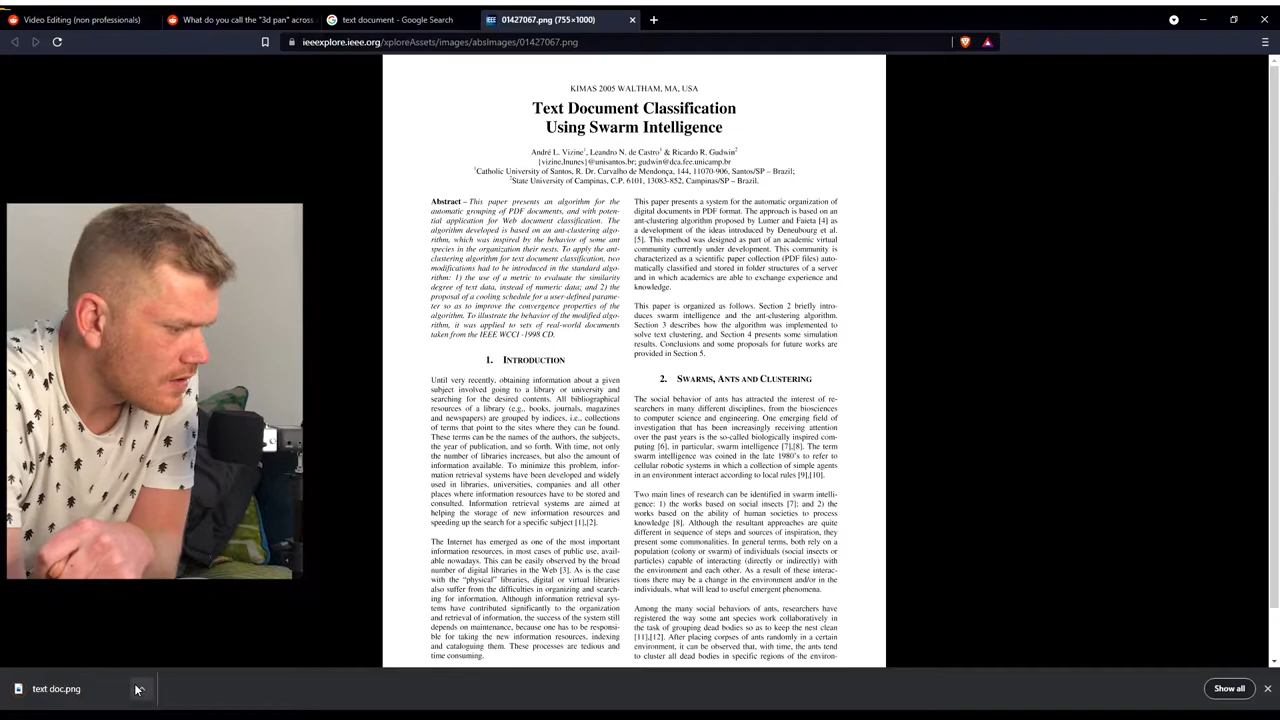 Video Editing (non professionals)
What do you call the "3d pan" across
text document - Google Search
01427067.png (755×1000)
ieeexplore.ieee.org/xploreAssets/images/absImages/01427067.png
KIMAS 2005 WALTHAM, MA, USA
Text Document Classification
Using Swarm Intelligence
André L. Vizine¹, Leandro N. de Castro¹ & Ricardo R. Gudwin²
{vizine,lnunes}@unisantos.br; gudwin@dca.fee.unicamp.br
¹Catholic University of Santos, R. Dr. Carvalho de Mendonça, 144, 11070-906, Santos/SP – Brazil;
²State University of Campinas, C.P. 6101, 13083-852, Campinas/SP – Brazil.
Abstract – This paper presents an algorithm for the
automatic grouping of PDF documents, and with poten-
tial application for Web document classification. The
algorithm developed is based on an ant-clustering algo-
rithm, which was inspired by the behavior of some ant
species in the organization their nests. To apply the ant-
clustering algorithm for text document classification, two
modifications had to be introduced in the standard algo-
rithm: 1) the use of a metric to evaluate the similarity
degree of text data, instead of numeric data; and 2) the
proposal of a cooling schedule for a user-defined parame-
ter so as to improve the convergence properties of the
algorithm. To illustrate the behavior of the modified algo-
rithm, it was applied to sets of real-world documents
taken from the IEEE WCCI -1998 CD.
1. INTRODUCTION
Until very recently, obtaining information about a given
subject involved going to a library or university and
searching for the desired contents. All bibliographical
resources of a library (e.g., books, journals, magazines
and newspapers) are grouped by indices, i.e., collections
of terms that point to the sites where they can be found.
These terms can be the names of the authors, the subjects,
the year of publication, and so forth. With time, not only
the number of libraries increases, but also the amount of
information available. To minimize this problem, infor-
mation retrieval systems have been developed and widely
used in libraries, universities, companies and all other
places where information resources have to be stored and
consulted. Information retrieval systems are aimed at
helping the storage of new information resources and
speeding up the search for a specific subject [1],[2].
The Internet has emerged as one of the most important
information resources, in most cases of public use, avail-
able nowadays. This can be easily observed by the broad
number of digital libraries in the Web [3]. As is the case
with the “physical” libraries, digital or virtual libraries
also suffer from the difficulties in organizing and search-
ing for information. Although information retrieval sys-
tems have contributed significantly to the organization
and retrieval of information, the success of the system still
depends on maintenance, because one has to be responsi-
ble for taking the new information resources, indexing
and cataloguing them. These processes are tedious and
time consuming.
This paper presents a system for the automatic organization of
digital documents in PDF format. The approach is based on an
ant-clustering algorithm proposed by Lumer and Faieta [4] as
a development of the ideas introduced by Deneubourg et al.
[5]. This method was designed as part of an academic virtual
community currently under development. This community is
characterized as a scientific paper collection (PDF files) auto-
matically classified and stored in folder structures of a server
and in which academics are able to exchange experience and
knowledge.
This paper is organized as follows. Section 2 briefly intro-
duces swarm intelligence and the ant-clustering algorithm.
Section 3 describes how the algorithm was implemented to
solve text clustering, and Section 4 presents some simulation
results. Conclusions and some proposals for future works are
provided in Section 5.
2. SWARMS, ANTS AND CLUSTERING
The social behavior of ants has attracted the interest of re-
searchers in many different disciplines, from the biosciences
to computer science and engineering. One emerging field of
investigation that has been increasingly receiving attention
over the past years is the so-called biologically inspired com-
puting [6], in particular, swarm intelligence [7],[8]. The term
swarm intelligence was coined in the late 1980’s to refer to
cellular robotic systems in which a collection of simple agents
in an environment interact according to local rules [9],[10].
Two main lines of research can be identified in swarm intelli-
gence: 1) the works based on social insects [7]; and 2) the
works based on the ability of human societies to process
knowledge [8]. Although the resultant approaches are quite
different in sequence of steps and sources of inspiration, they
present some commonalities. In general terms, both rely on a
population (colony or swarm) of individuals (social insects or
particles) capable of interacting (directly or indirectly) with
the environment and each other. As a result of these interac-
tions there may be a change in the environment and/or in the
individuals, what will lead to useful emergent phenomena.
Among the many social behaviors of ants, researchers have
registered the way some ant species work collaboratively in
the task of grouping dead bodies so as to keep the nest clean
[11],[12]. After placing corpses of ants randomly in a certain
environment, it can be observed that, with time, the ants tend
to cluster all dead bodies in specific regions of the environ-
text doc.png
Show all